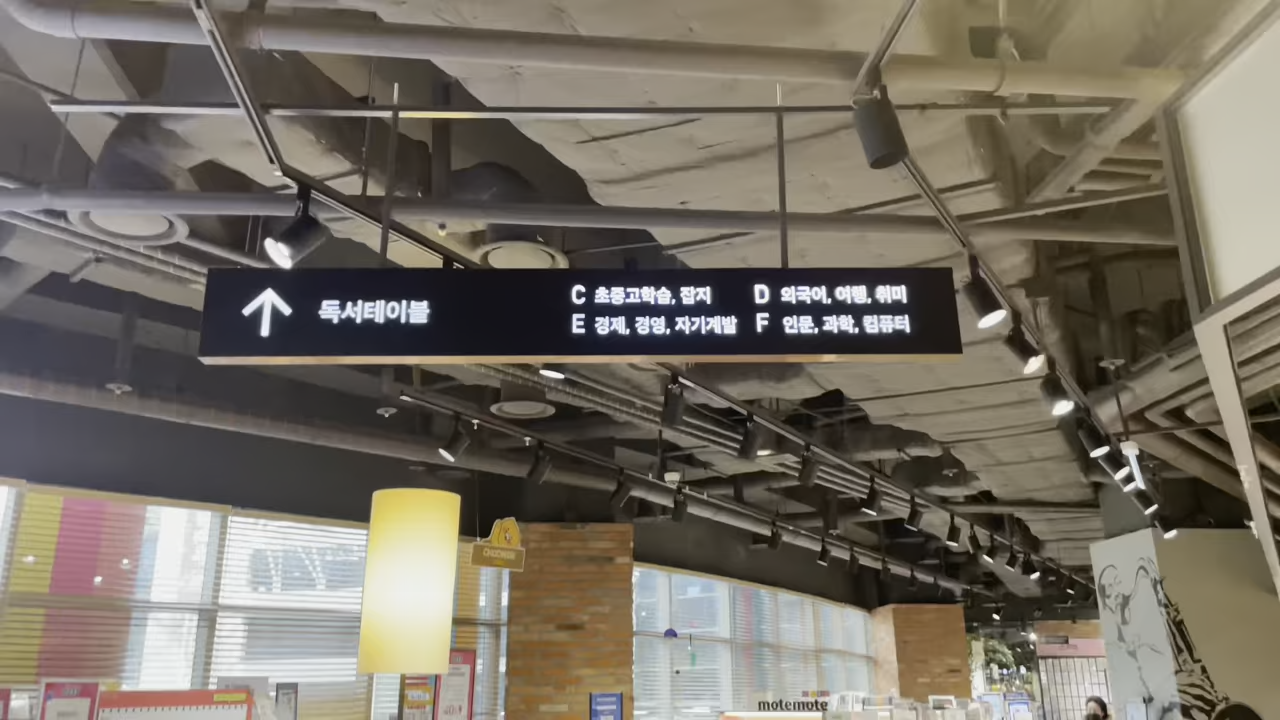 독서테이블
C 초중고학습, 잡지
D 외국어, 여행, 취미
E 경제, 경영, 자기계발
F 인문, 과학, 컴퓨터
motemote